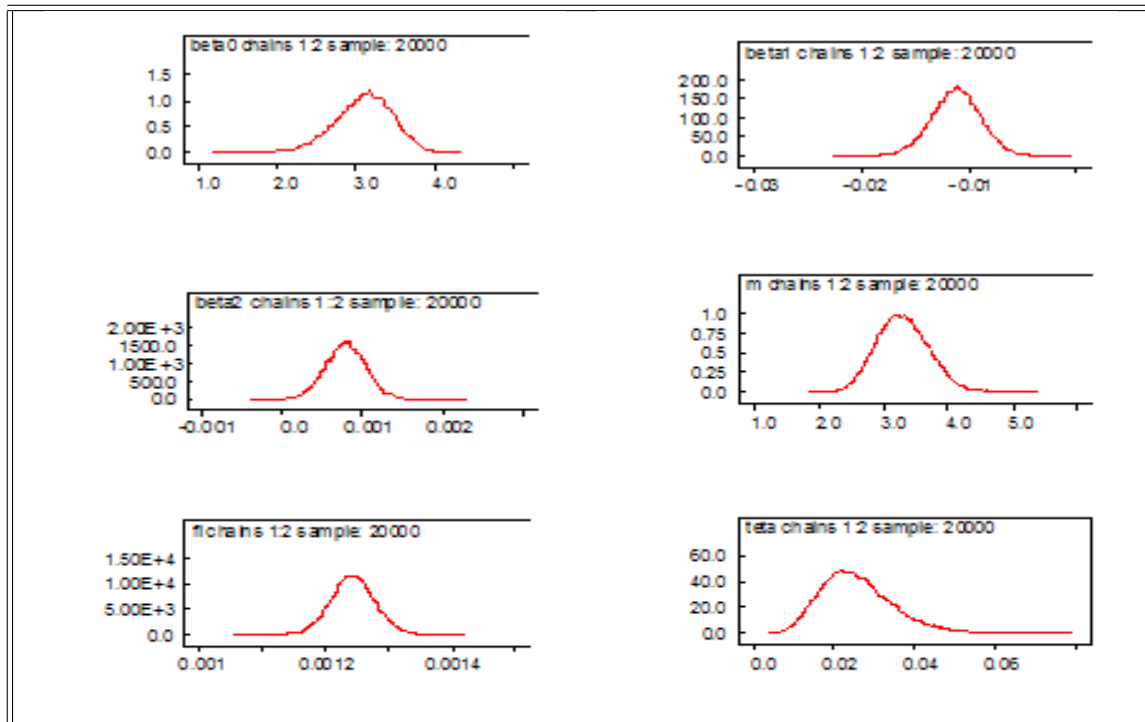 beta0 chains 1:2 sample: 20000
1.5
1.0
0.5
0.0
1.0 2.0 3.0 4.0
beta1 chains 1:2 sample: 20000
200.0
150.0
100.0
50.0
0.0
-0.03 -0.02 -0.01
beta2 chains 1:2 sample: 20000
2.00E+3
1500.0
1.00E+3
500.0
0.0
-0.001 0.0 0.001 0.002
m chains 1:2 sample: 20000
1.0
0.75
0.5
0.25
0.0
1.0 2.0 3.0 4.0 5.0
fi chains 1:2 sample: 20000
1.50E+4
1.00E+4
5.00E+3
0.0
0.001 0.0012 0.0014
teta chains 1:2 sample: 20000
60.0
40.0
20.0
0.0
0.0 0.02 0.04 0.06